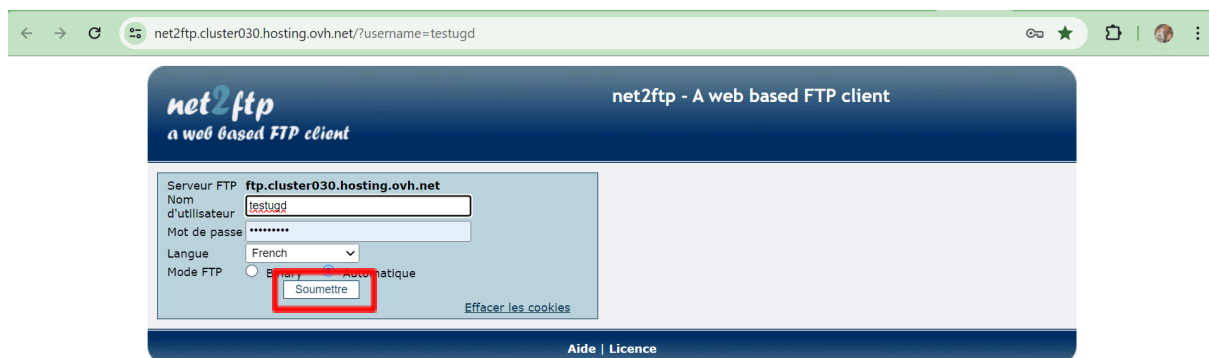 net2ftp.cluster030.hosting.ovh.net/?username=testugd
net2ftp
a web based FTP client
net2ftp - A web based FTP client
Serveur FTP ftp.cluster030.hosting.ovh.net
Nom
d'utilisateur
testugd
Mot de passe •••••••••
Langue French
Mode FTP Binary Automatique
Soumettre
Effacer les cookies
Aide | Licence